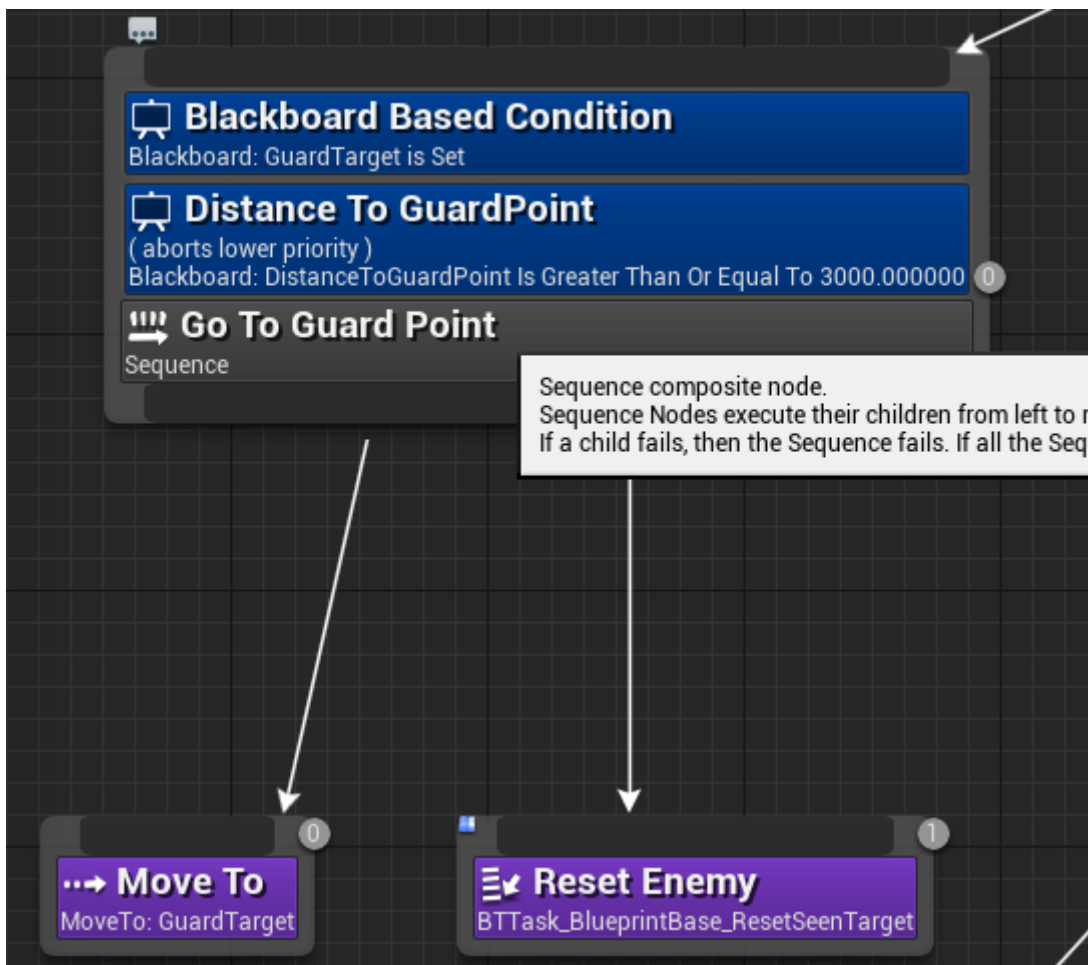 Blackboard Based Condition
Blackboard: GuardTarget is Set
Distance To GuardPoint
( aborts lower priority )
Blackboard: DistanceToGuardPoint Is Greater Than Or Equal To 3000.000000
0
Go To Guard Point
Sequence
Sequence composite node.
Sequence Nodes execute their children from left to
If a child fails, then the Sequence fails. If all the
0
1
Move To
MoveTo: GuardTarget
Reset Enemy
BTTask_BlueprintBase_ResetSeenTarget